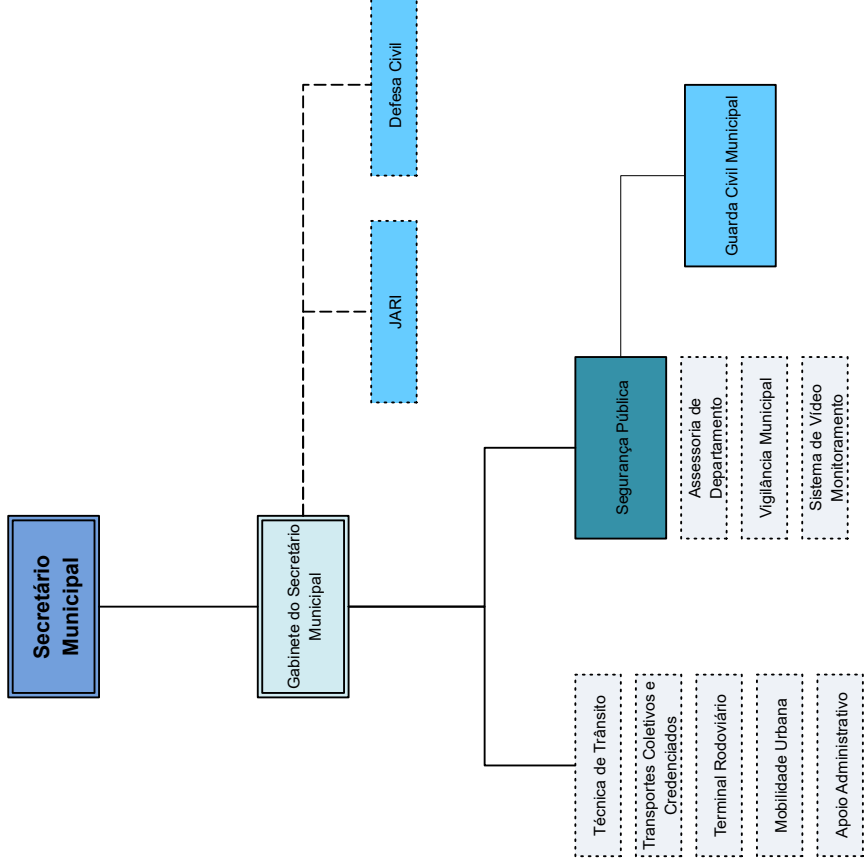 Secretário
Municipal
Gabinete do Secretário
Municipal
JARI
Defesa Civil
Técnica de Trânsito
Transportes Coletivos e
Credenciados
Terminal Rodoviário
Mobilidade Urbana
Apoio Administrativo
Segurança Pública
Assessoria de
Departamento
Vigilância Municipal
Sistema de Vídeo
Monitoramento
Guarda Civil Municipal